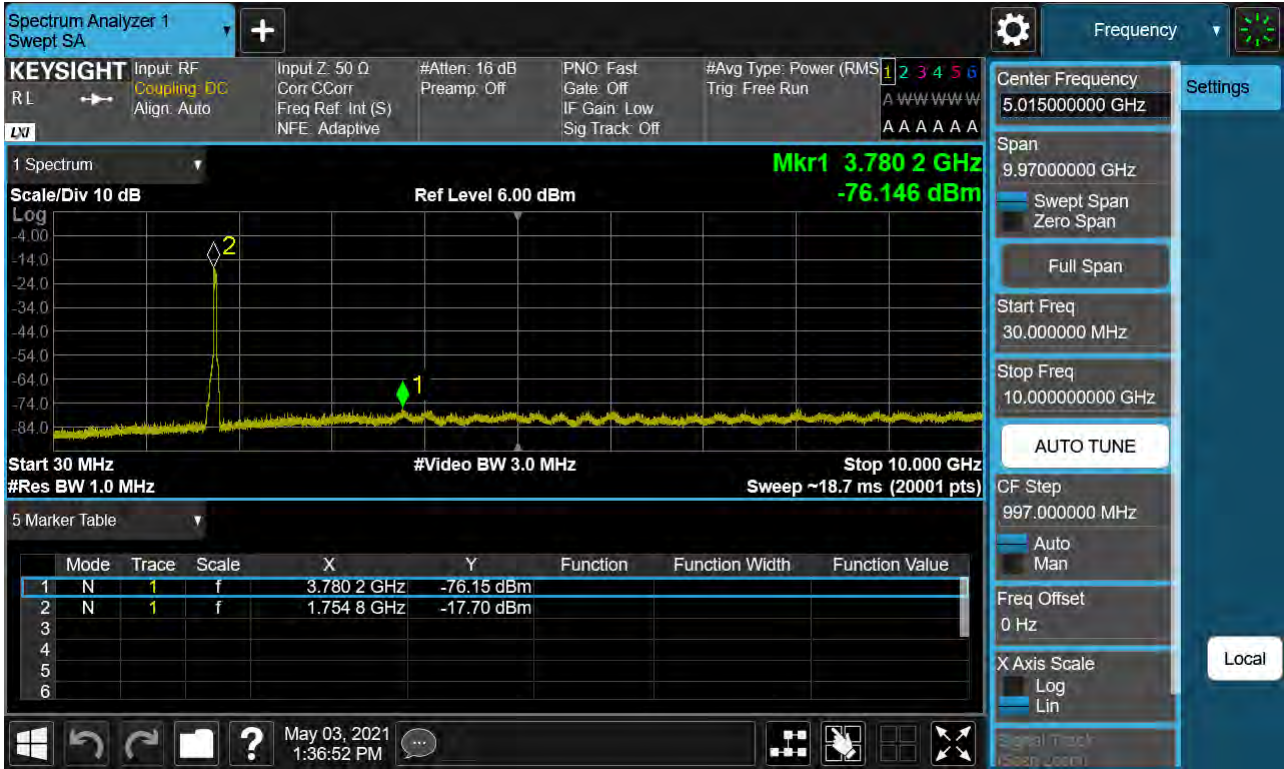 Spectrum Analyzer 1
Swept SA
+
Frequency
KEYSIGHT
RL
LXI
Input: RF
Coupling: DC
Align: Auto
Input Z: 50 Ω
Corr CCorr
Freq Ref: Int (S)
NFE: Adaptive
#Atten: 16 dB
Preamp: Off
PNO: Fast
Gate: Off
IF Gain: Low
Sig Track: Off
#Avg Type: Power (RMS
Trig: Free Run
1 2 3 4 5 6
A W W W W W
A A A A A A
1 Spectrum
Mkr1 3.780 2 GHz
-76.146 dBm
Scale/Div 10 dB
Ref Level 6.00 dBm
Log
-4.00
-14.0
-24.0
-34.0
-44.0
-54.0
-64.0
-74.0
-84.0
2
1
Start 30 MHz
#Video BW 3.0 MHz
Stop 10.000 GHz
#Res BW 1.0 MHz
Sweep ~18.7 ms (20001 pts)
5 Marker Table
Mode Trace Scale X Y Function Function Width Function Value
1 N 1 f 3.780 2 GHz -76.15 dBm
2 N 1 f 1.754 8 GHz -17.70 dBm
3
4
5
6
?
May 03, 2021
1:36:52 PM
Center Frequency
5.015000000 GHz
Settings
Span
9.97000000 GHz
Swept Span
Zero Span
Full Span
Start Freq
30.000000 MHz
Stop Freq
10.000000000 GHz
AUTO TUNE
CF Step
997.000000 MHz
Auto
Man
Freq Offset
0 Hz
X Axis Scale
Log
Lin
Signal Track
(Span Zoom)
Local